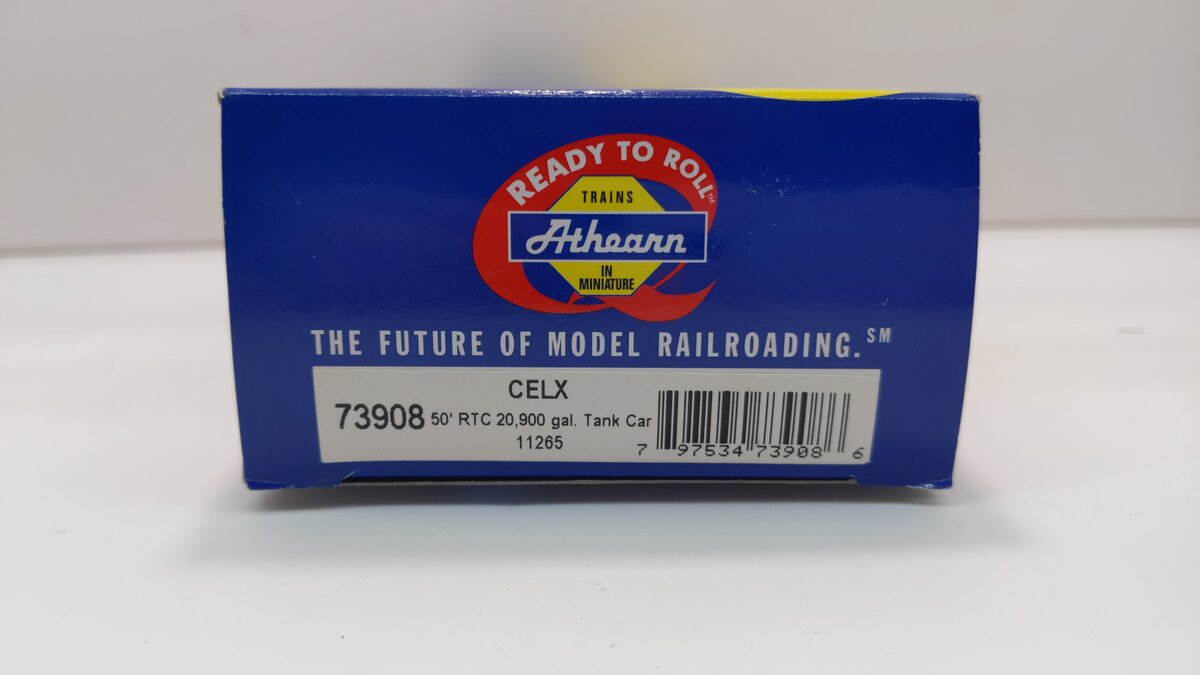 READY TO ROLL™
TRAINS
Athearn
IN
MINIATURE
THE FUTURE OF MODEL RAILROADING.℠
CELX
73908 50' RTC 20,900 gal. Tank Car
11265
7 97534 73908 6